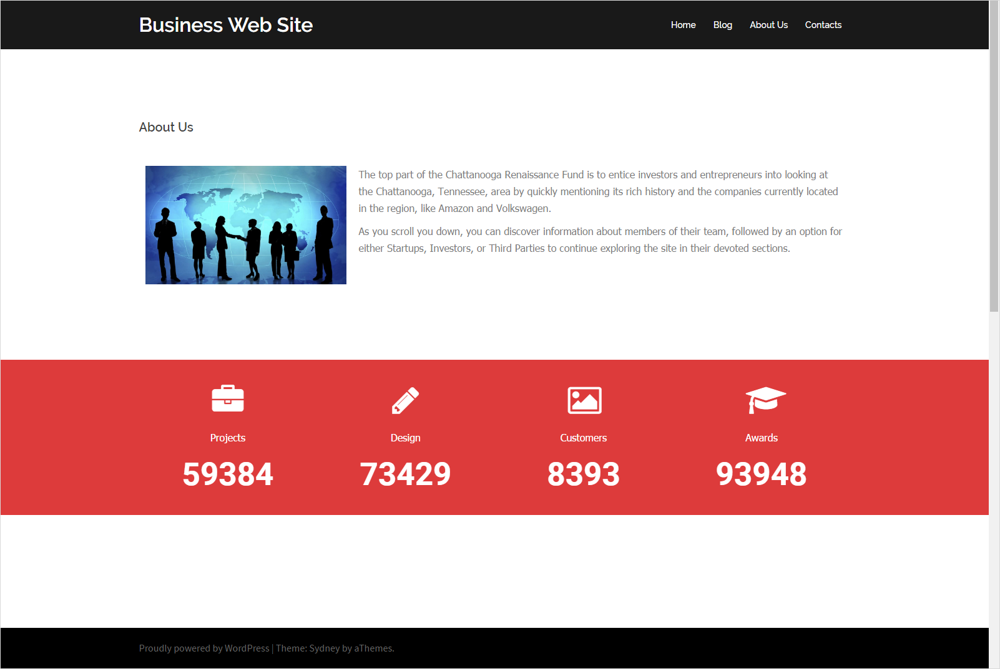 Business Web Site
Home Blog About Us Contacts
About Us
The top part of the Chattanooga Renaissance Fund is to entice investors and entrepreneurs into looking at
the Chattanooga, Tennessee, area by quickly mentioning its rich history and the companies currently located
in the region, like Amazon and Volkswagen.
As you scroll you down, you can discover information about members of their team, followed by an option for
either Startups, Investors, or Third Parties to continue exploring the site in their devoted sections.
Projects
59384
Design
73429
Customers
8393
Awards
93948
Proudly powered by WordPress | Theme: Sydney by aThemes.